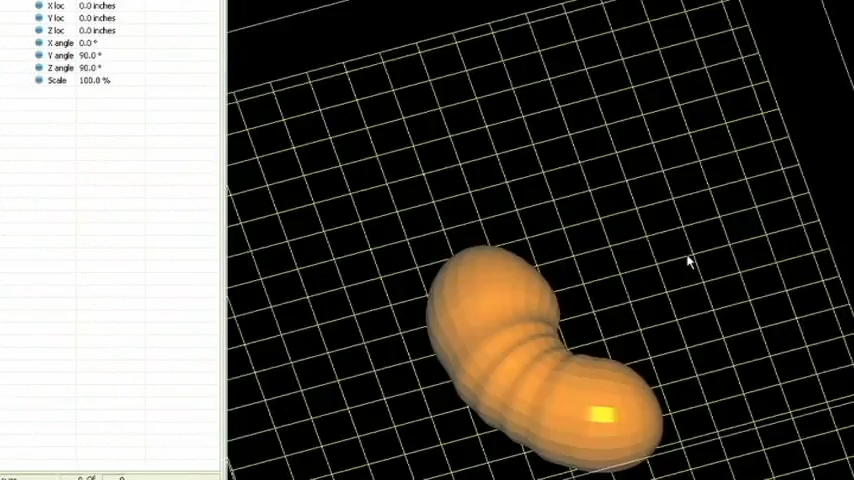 X loc 0.0 inches
Y loc 0.0 inches
Z loc 0.0 inches
X angle 0.0 °
Y angle 90.0 °
Z angle 90.0 °
Scale 100.0 %